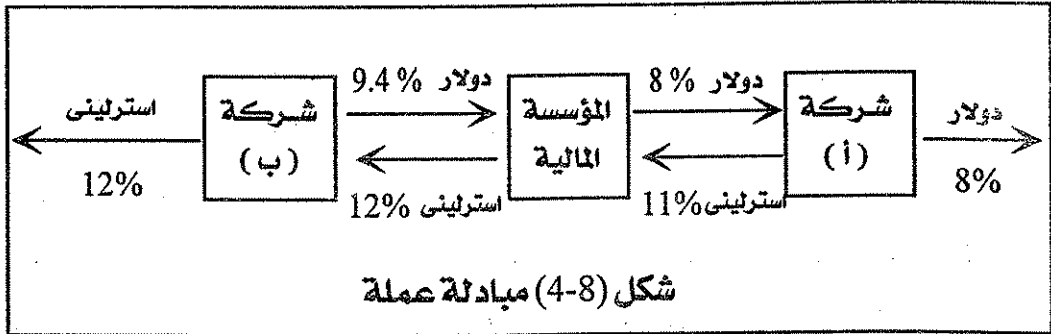 دولار 8% دولار 9.4% استرلينى
دولار
شركة
(أ)
المؤسسة
المالية
شركة
(ب)
8%
استرلينى 11%
استرلينى 12%
12%
شكل (8-4) مبادلة عملة